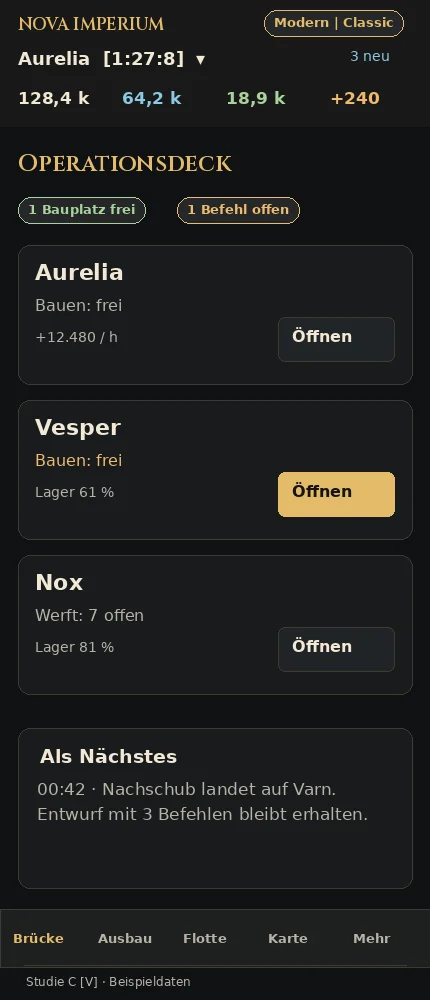 NOVA IMPERIUM
Modern | Classic
Aurelia [1:27:8] ▾
3 neu
128,4 k 64,2 k 18,9 k +240
OPERATIONSDECK
1 Bauplatz frei
1 Befehl offen
Aurelia
Bauen: frei
+12.480 / h
Öffnen
Vesper
Bauen: frei
Lager 61 %
Öffnen
Nox
Werft: 7 offen
Lager 81 %
Öffnen
Als Nächstes
00:42 · Nachschub landet auf Varn.
Entwurf mit 3 Befehlen bleibt erhalten.
Brücke Ausbau Flotte Karte Mehr
Studie C [V] · Beispieldaten